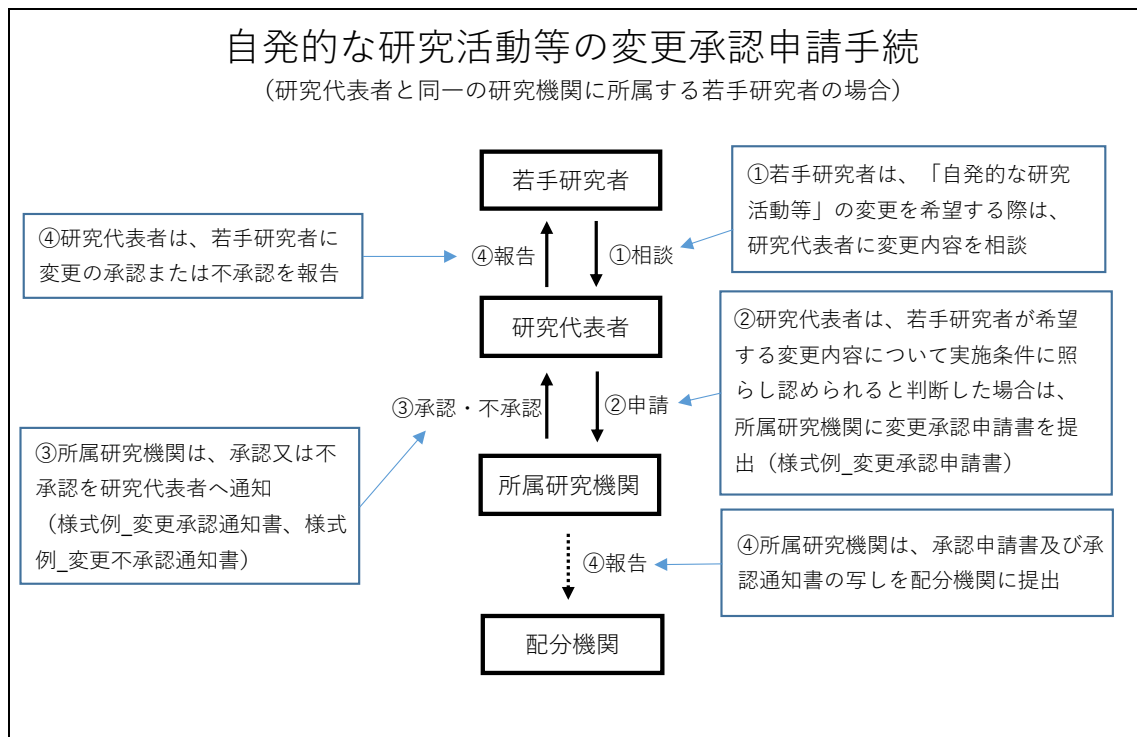 自発的な研究活動等の変更承認申請手続
（研究代表者と同一の研究機関に所属する若手研究者の場合）
若手研究者
①若手研究者は、「自発的な研究
活動等」の変更を希望する際は、
研究代表者に変更内容を相談
④研究代表者は、若手研究者に
変更の承認または不承認を報告
④報告
①相談
研究代表者
②研究代表者は、若手研究者が希望
する変更内容について実施条件に照
らし認められると判断した場合は、
所属研究機関に変更承認申請書を提
出（様式例_変更承認申請書）
③承認・不承認
②申請
③所属研究機関は、承認又は不
承認を研究代表者へ通知
（様式例_変更承認通知書、様式
例_変更不承認通知書）
所属研究機関
④報告
④所属研究機関は、承認申請書及び承
認通知書の写しを配分機関に提出
配分機関